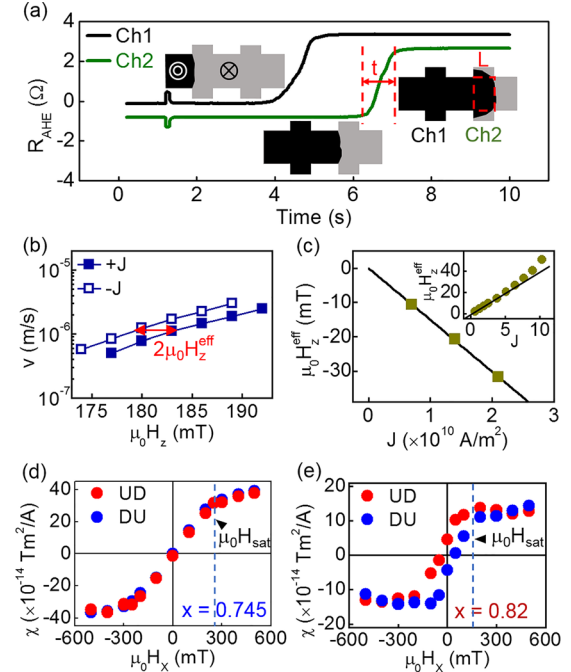 (a)
Ch1
Ch2
R_AHE (Ω)
4
2
0
-2
-4
t
L
Ch1
Ch2
0 2 4 6 8 10
Time (s)
(b)
+J
-J
v (m/s)
10⁻⁵
10⁻⁶
10⁻⁷
2μ₀H_z^eff
175 180 185 190
μ₀H_z (mT)
(c)
μ₀H_z^eff (mT)
0
-10
-20
-30
μ₀H_z^eff
40
20
0
0 5 10
J
0 1 2 3
J (×10¹⁰ A/m²)
(d)
UD
DU
χ (×10⁻¹⁴ Tm²/A)
40
20
0
-20
-40
μ₀H_sat
x = 0.745
-600 -300 0 300 600
μ₀H_X (mT)
(e)
UD
DU
χ (×10⁻¹⁴ Tm²/A)
20
10
0
-10
-20
μ₀H_sat
x = 0.82
-600 -300 0 300 600
μ₀H_X (mT)